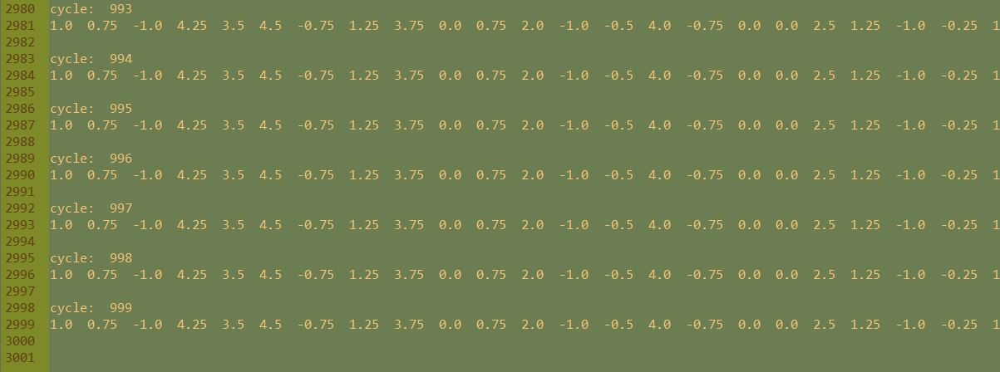 2980 cycle:  993
2981 1.0  0.75  -1.0  4.25  3.5  4.5  -0.75  1.25  3.75  0.0  0.75  2.0  -1.0  -0.5  4.0  -0.75  0.0  0.0  2.5  1.25  -1.0  -0.25  1
2982
2983 cycle:  994
2984 1.0  0.75  -1.0  4.25  3.5  4.5  -0.75  1.25  3.75  0.0  0.75  2.0  -1.0  -0.5  4.0  -0.75  0.0  0.0  2.5  1.25  -1.0  -0.25  1
2985
2986 cycle:  995
2987 1.0  0.75  -1.0  4.25  3.5  4.5  -0.75  1.25  3.75  0.0  0.75  2.0  -1.0  -0.5  4.0  -0.75  0.0  0.0  2.5  1.25  -1.0  -0.25  1
2988
2989 cycle:  996
2990 1.0  0.75  -1.0  4.25  3.5  4.5  -0.75  1.25  3.75  0.0  0.75  2.0  -1.0  -0.5  4.0  -0.75  0.0  0.0  2.5  1.25  -1.0  -0.25  1
2991
2992 cycle:  997
2993 1.0  0.75  -1.0  4.25  3.5  4.5  -0.75  1.25  3.75  0.0  0.75  2.0  -1.0  -0.5  4.0  -0.75  0.0  0.0  2.5  1.25  -1.0  -0.25  1
2994
2995 cycle:  998
2996 1.0  0.75  -1.0  4.25  3.5  4.5  -0.75  1.25  3.75  0.0  0.75  2.0  -1.0  -0.5  4.0  -0.75  0.0  0.0  2.5  1.25  -1.0  -0.25  1
2997
2998 cycle:  999
2999 1.0  0.75  -1.0  4.25  3.5  4.5  -0.75  1.25  3.75  0.0  0.75  2.0  -1.0  -0.5  4.0  -0.75  0.0  0.0  2.5  1.25  -1.0  -0.25  1
3000
3001